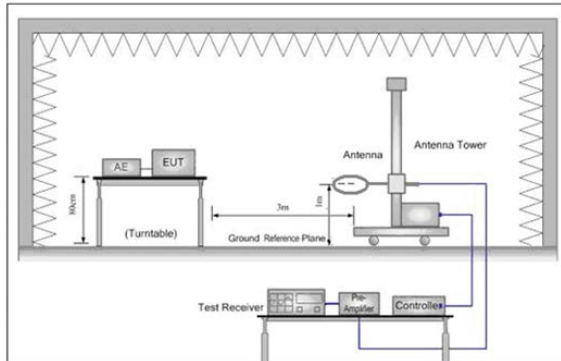 Antenna Tower
Antenna
EUT
AE
80cm
3m
1m
(Turntable)
Ground Reference Plane
Test Receiver
Pre-
Amplifier
Controller